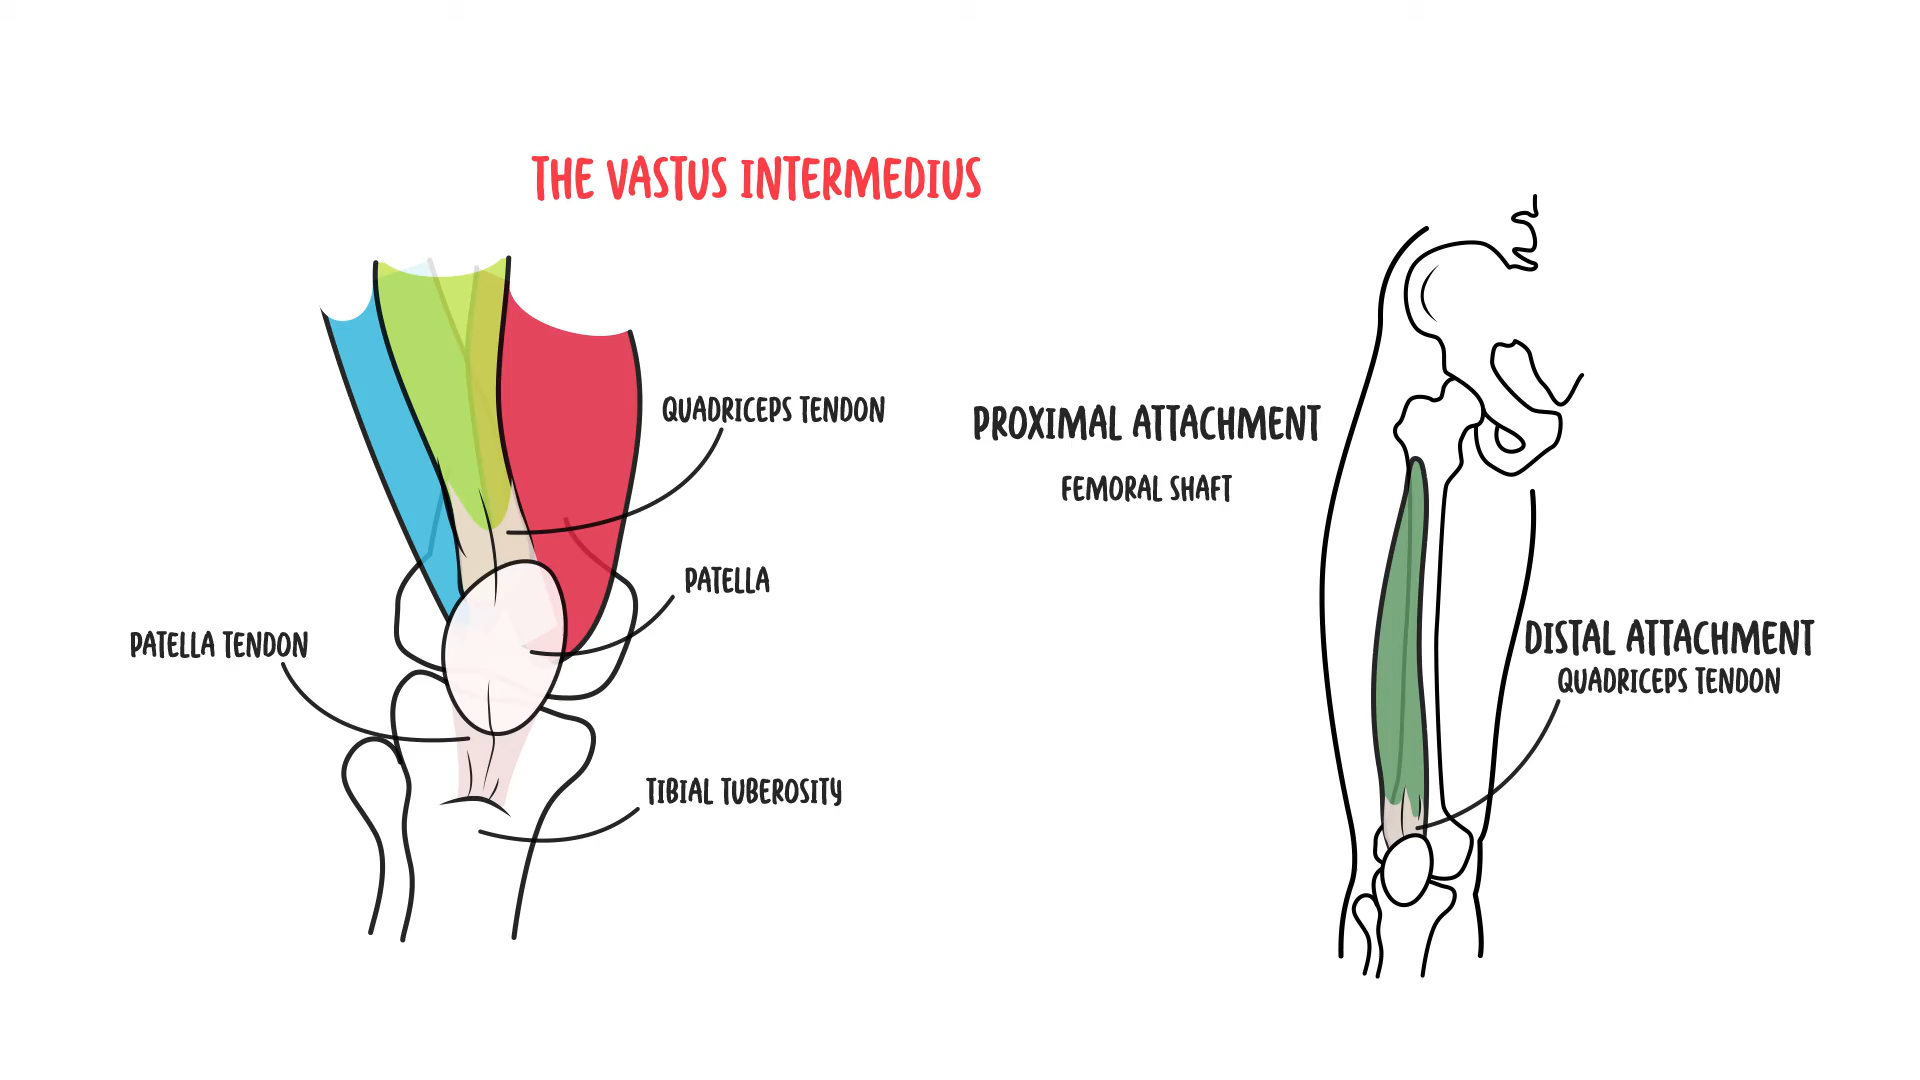 THE VASTUS INTERMEDIUS
QUADRICEPS TENDON
PATELLA
PATELLA TENDON
TIBIAL TUBEROSITY
PROXIMAL ATTACHMENT
FEMORAL SHAFT
DISTAL ATTACHMENT
QUADRICEPS TENDON